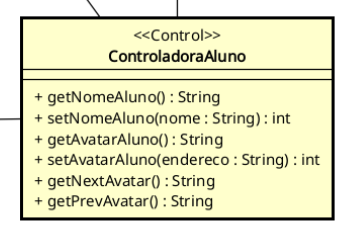 <<Control>>
ControladoraAluno
+ getNomeAluno() : String
+ setNomeAluno(nome : String) : int
+ getAvatarAluno() : String
+ setAvatarAluno(endereco : String) : int
+ getNextAvatar() : String
+ getPrevAvatar() : String